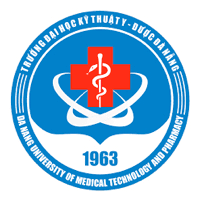 TRƯỜNG ĐẠI HỌC KỸ THUẬT Y - DƯỢC ĐÀ NẴNG
1963
DA NANG UNIVERSITY OF MEDICAL TECHNOLOGY AND PHARMACY